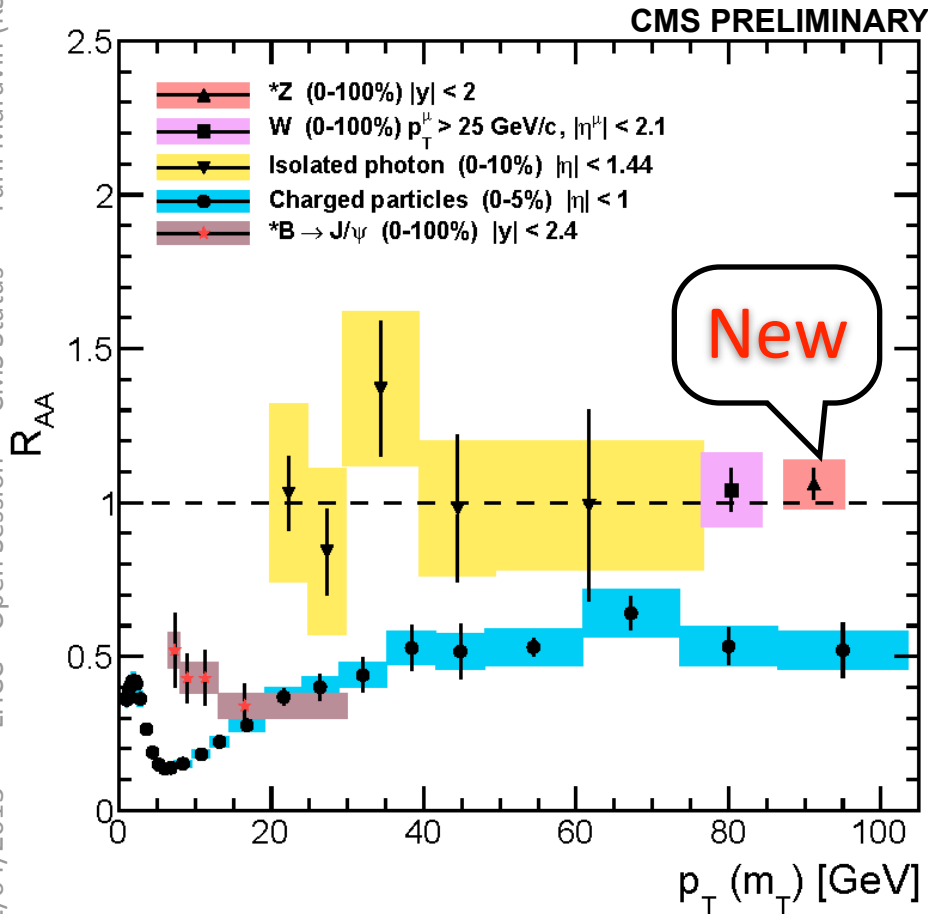 CMS PRELIMINARY
2.5
2
1.5
1
0.5
0
*Z (0-100%) |y| < 2
W (0-100%) p_T^μ > 25 GeV/c, |η^μ| < 2.1
Isolated photon (0-10%) |η| < 1.44
Charged particles (0-5%) |η| < 1
*B → J/ψ (0-100%) |y| < 2.4
New
R_AA
0 20 40 60 80 100
p_T (m_T) [GeV]